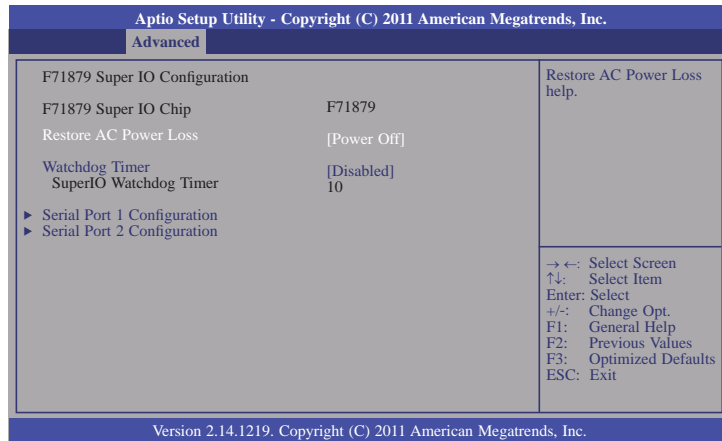 Aptio Setup Utility - Copyright (C) 2011 American Megatrends, Inc.
Advanced
F71879 Super IO Configuration
F71879 Super IO Chip F71879
Restore AC Power Loss [Power Off]
Watchdog Timer [Disabled]
SuperIO Watchdog Timer 10
▶ Serial Port 1 Configuration
▶ Serial Port 2 Configuration
Restore AC Power Loss
help.
→ ←: Select Screen
↑↓: Select Item
Enter: Select
+/-: Change Opt.
F1: General Help
F2: Previous Values
F3: Optimized Defaults
ESC: Exit
Version 2.14.1219. Copyright (C) 2011 American Megatrends, Inc.